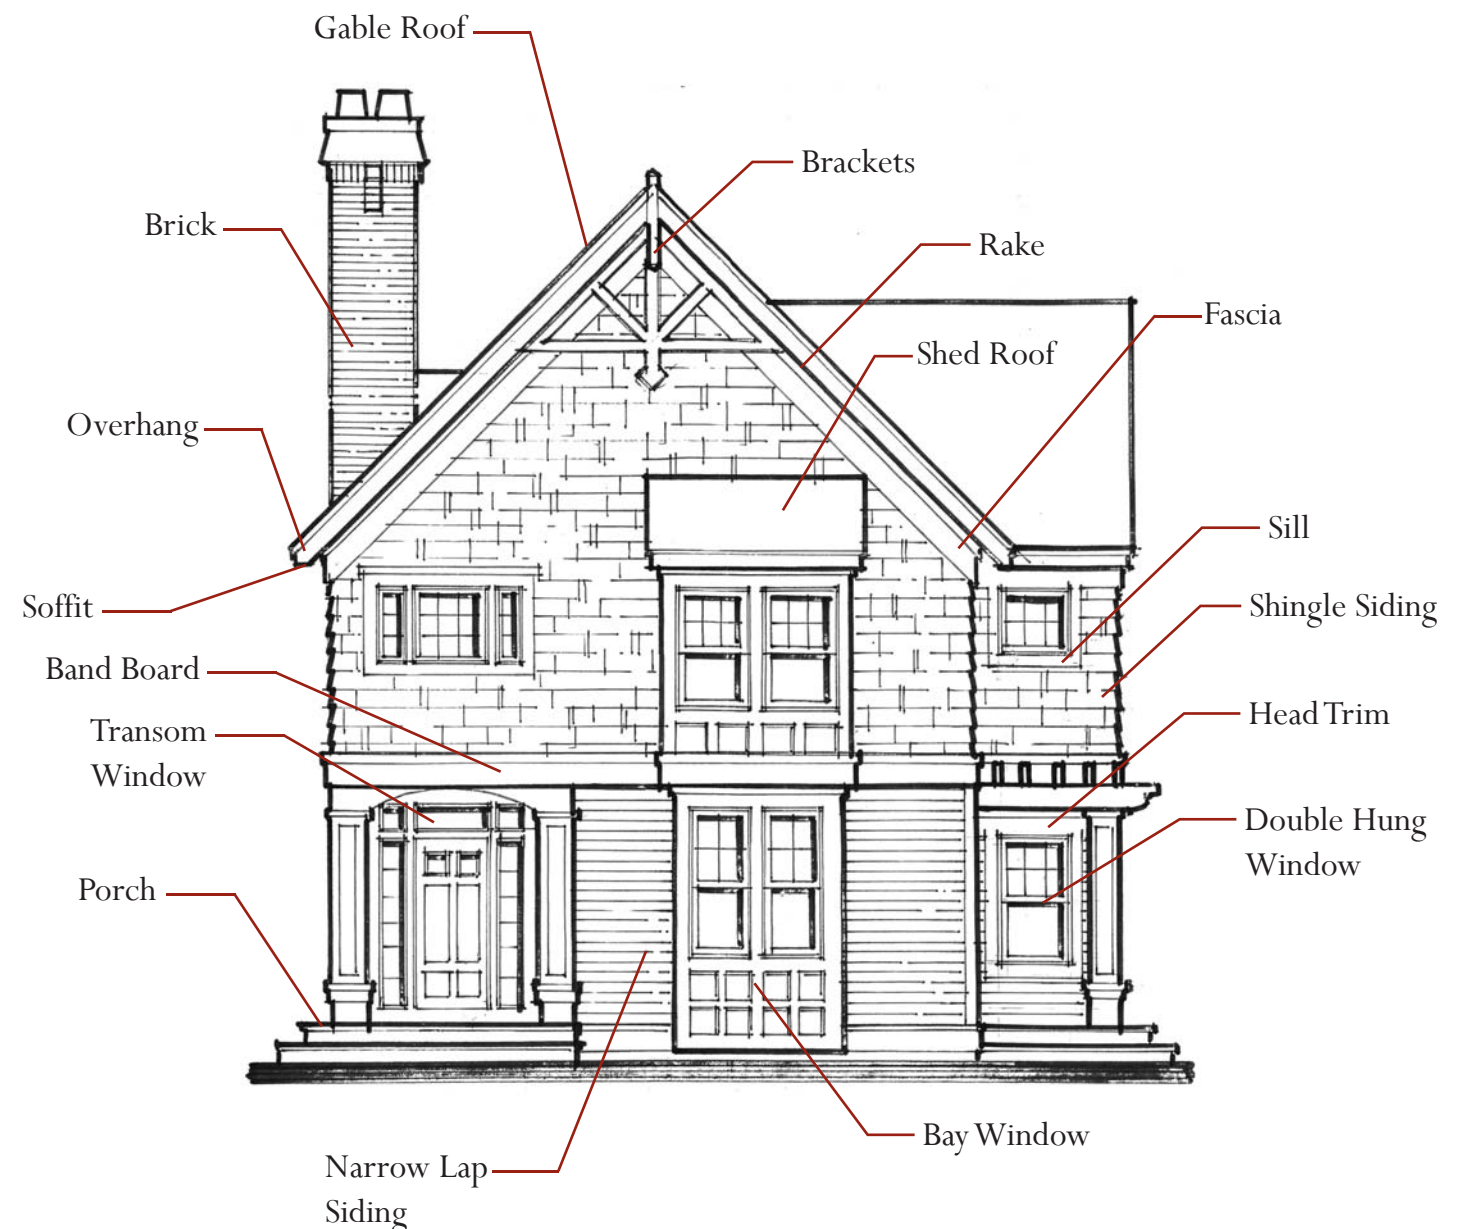 Gable Roof
Brackets
Brick
Rake
Fascia
Shed Roof
Overhang
Sill
Soffit
Shingle Siding
Band Board
Head Trim
Transom
Window
Double Hung
Window
Porch
Bay Window
Narrow Lap
Siding